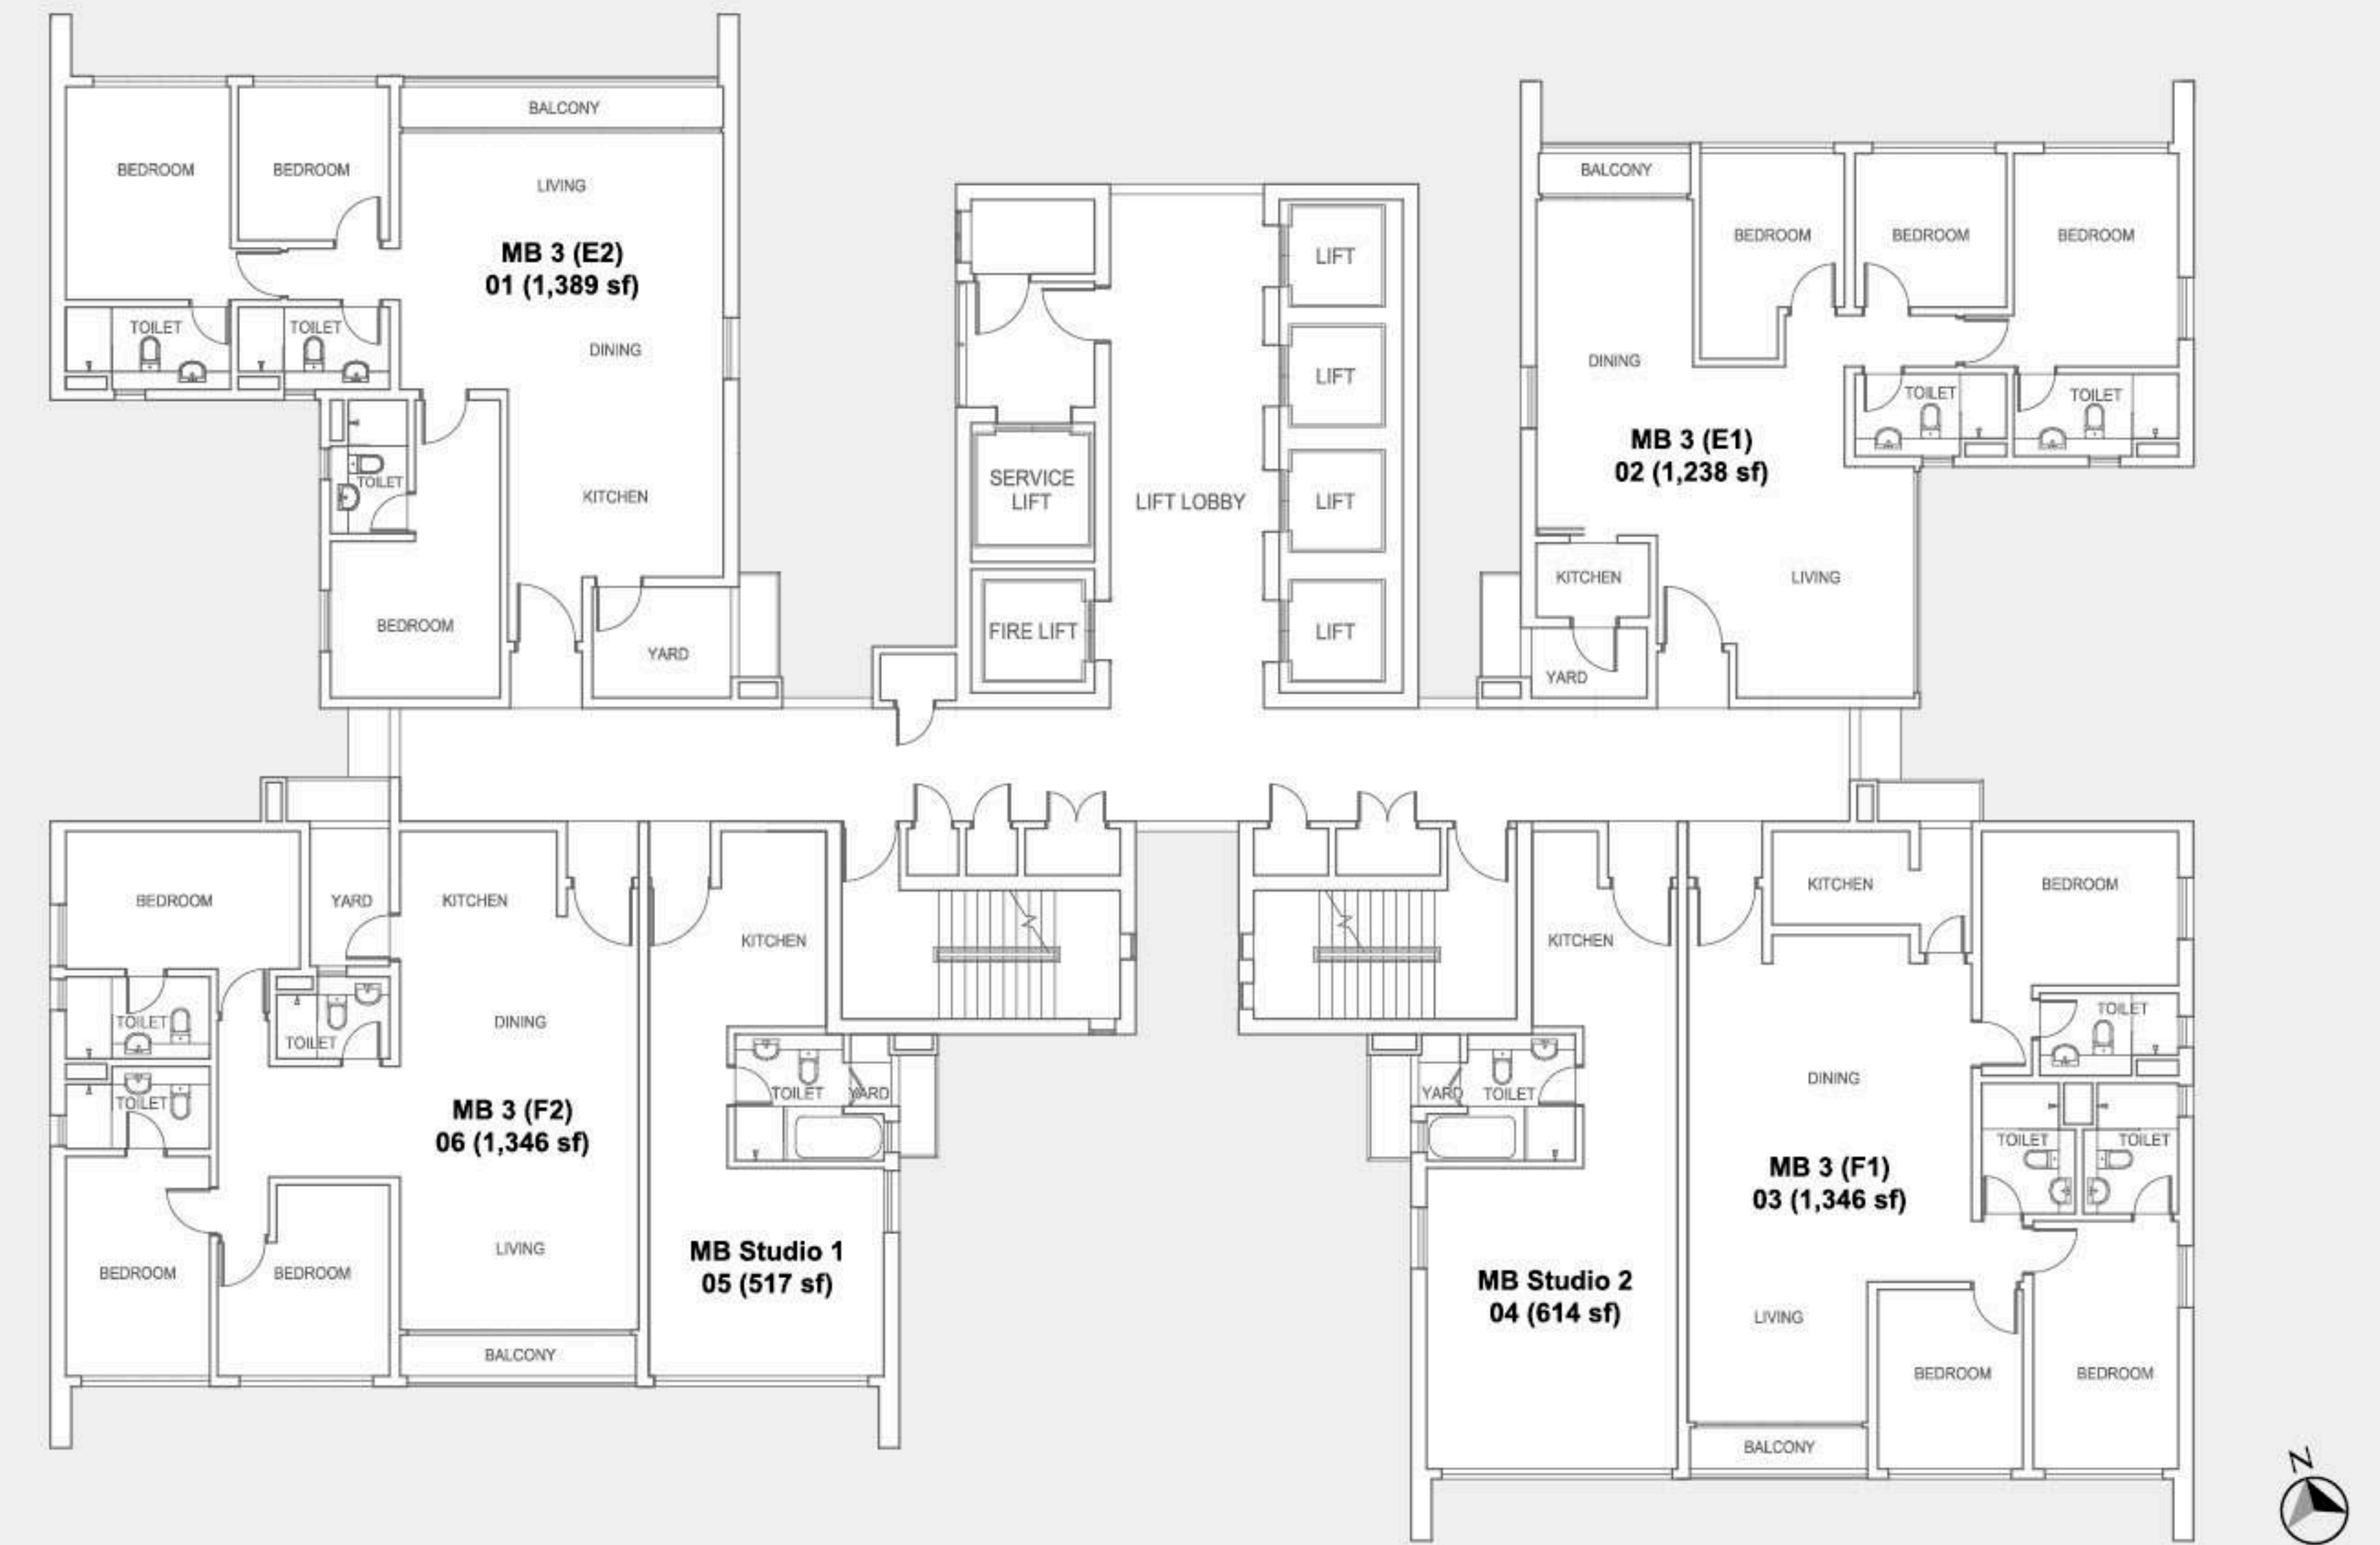 BALCONY
BEDROOM
BEDROOM
LIVING
MB 3 (E2)
01 (1,389 sf)
TOILET
TOILET
DINING
TOILET
KITCHEN
BEDROOM
YARD
SERVICE
LIFT
FIRE LIFT
LIFT LOBBY
LIFT
LIFT
LIFT
LIFT
BALCONY
BEDROOM
BEDROOM
BEDROOM
DINING
TOILET
TOILET
MB 3 (E1)
02 (1,238 sf)
KITCHEN
LIVING
YARD
BEDROOM
YARD
KITCHEN
TOILET
TOILET
DINING
TOILET
MB 3 (F2)
06 (1,346 sf)
BEDROOM
BEDROOM
LIVING
BALCONY
KITCHEN
TOILET
YARD
MB Studio 1
05 (517 sf)
KITCHEN
YARD
TOILET
MB Studio 2
04 (614 sf)
KITCHEN
BEDROOM
TOILET
DINING
TOILET
TOILET
MB 3 (F1)
03 (1,346 sf)
LIVING
BEDROOM
BEDROOM
BALCONY
N